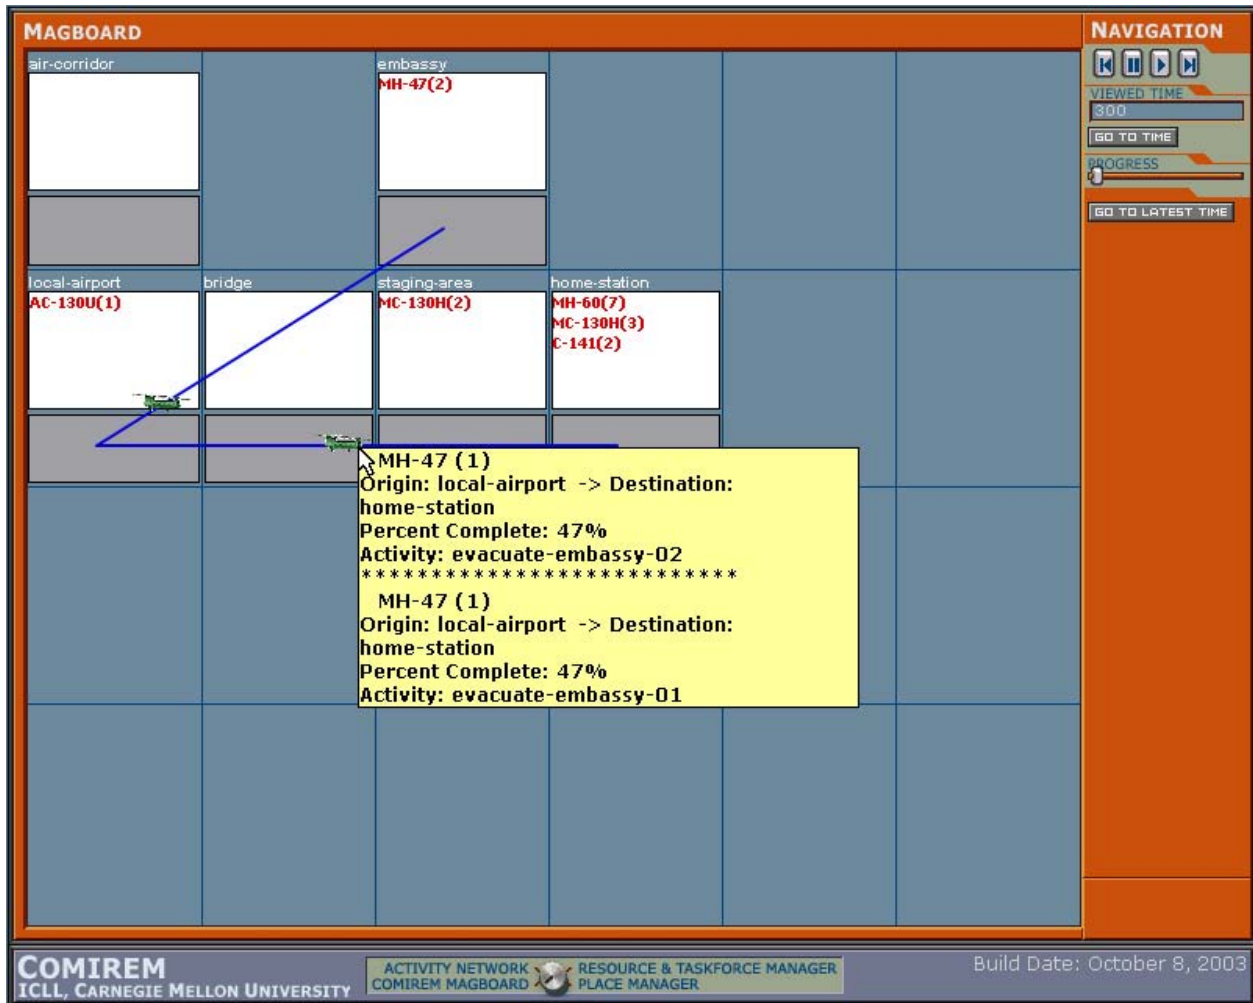 MAGBOARD
NAVIGATION
air-corridor
embassy
MH-47(2)
VIEWED TIME
300
GO TO TIME
PROGRESS
GO TO LATEST TIME
local-airport
bridge
staging-area
home-station
AC-130U(1)
MC-130H(2)
MH-60(7)
MC-130H(3)
C-141(2)
MH-47 (1)
Origin: local-airport -> Destination:
home-station
Percent Complete: 47%
Activity: evacuate-embassy-02
***************************
MH-47 (1)
Origin: local-airport -> Destination:
home-station
Percent Complete: 47%
Activity: evacuate-embassy-01
COMIREM
ICLL, CARNEGIE MELLON UNIVERSITY
ACTIVITY NETWORK
COMIREM MAGBOARD
RESOURCE & TASKFORCE MANAGER
PLACE MANAGER
Build Date: October 8, 2003